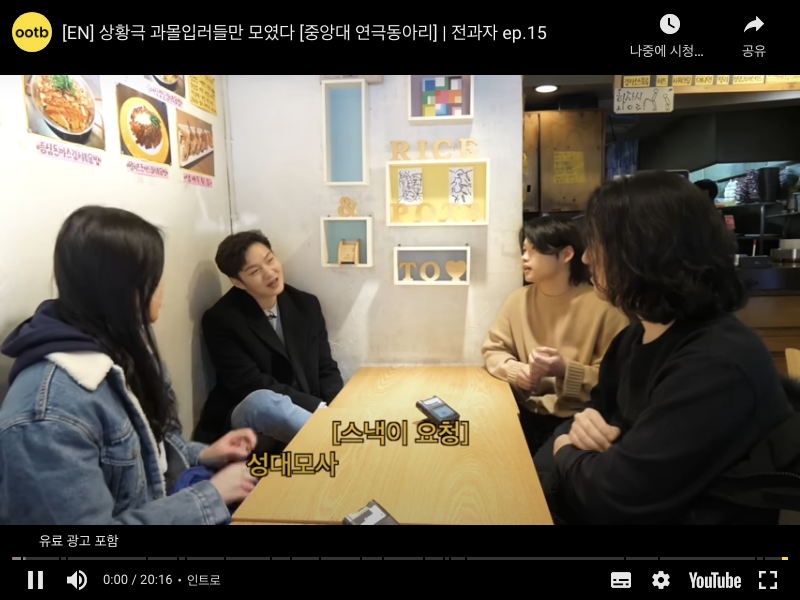 ootb
[EN] 상황극 과몰입러들만 모였다 [중앙대 연극동아리] | 전과자 ep.15
나중에 시청...
공유
RICE
&
TO
[스낵이 요청]
성대모사
유료 광고 포함
0:00 / 20:16 • 인트로
YouTube